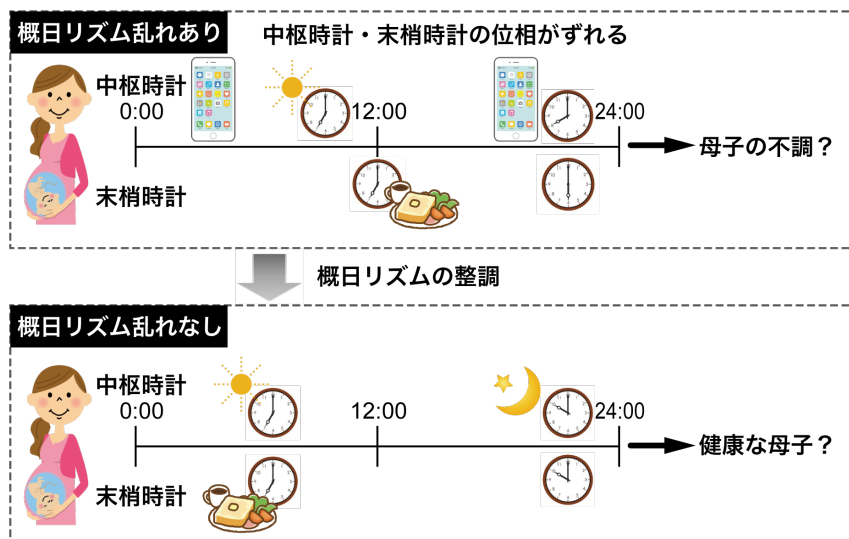 概日リズム乱れあり
中枢時計・末梢時計の位相がずれる
中枢時計
0:00
12:00
24:00
母子の不調？
末梢時計
概日リズムの整調
概日リズム乱れなし
中枢時計
0:00
12:00
24:00
健康な母子？
末梢時計